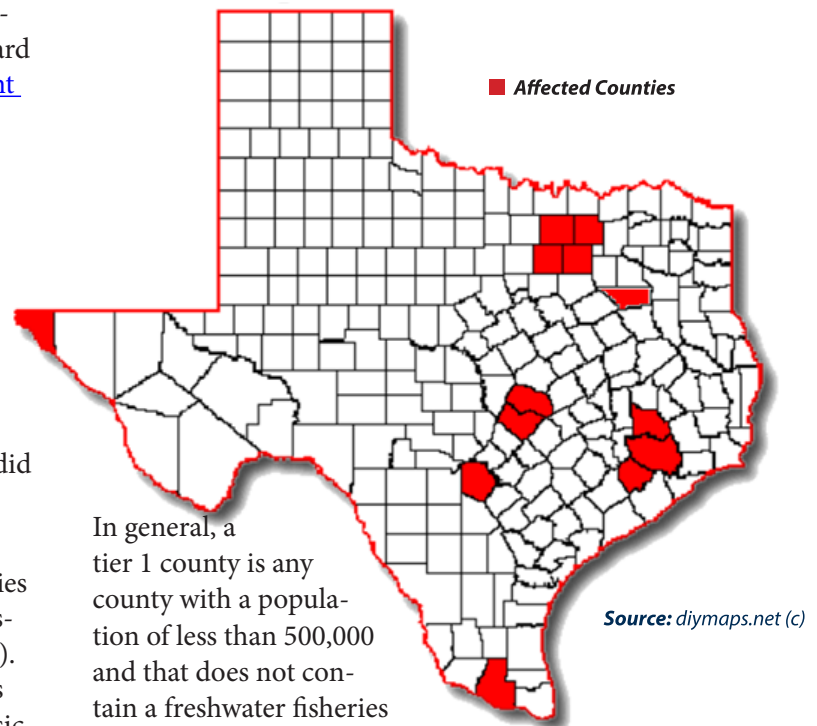 -
ard
nt
did
ies
s-
).
s
sic
Affected Counties
In general, a
tier 1 county is any
county with a popula-
tion of less than 500,000
and that does not con-
tain a freshwater fisheries
Source: diymaps.net (c)